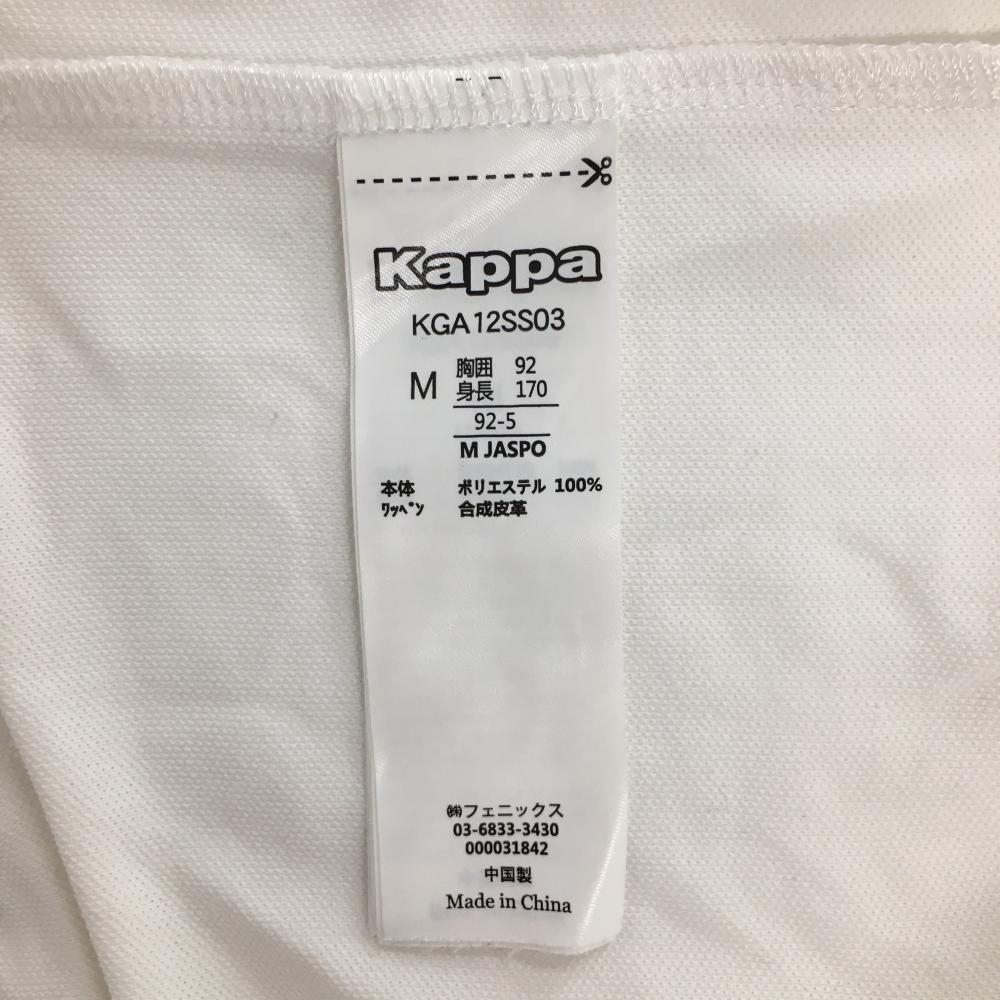 Kappa
KGA12SS03
M 胸囲 92
身長 170
92-5
M JASPO
本体 ポリエステル 100%
ﾜｯﾍﾟﾝ 合成皮革
㈱フェニックス
03-6833-3430
000031842
中国製
Made in China